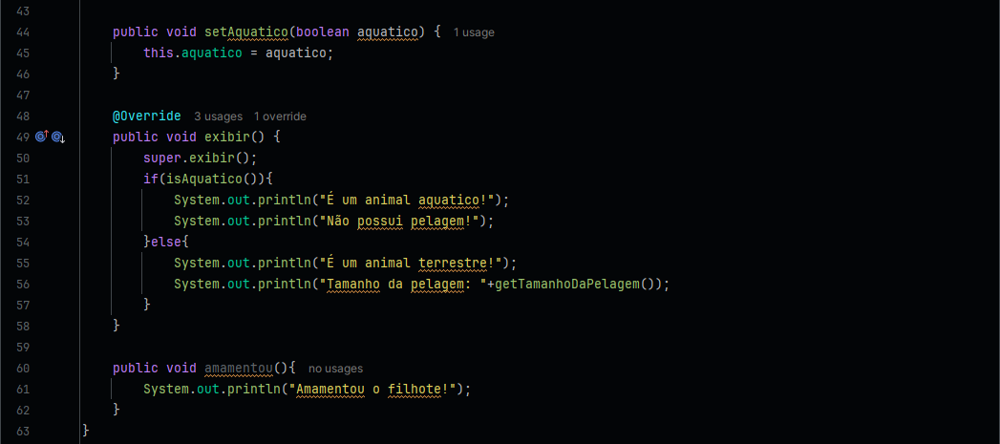 43
44 public void setAquatico(boolean aquatico) { 1 usage
45 this.aquatico = aquatico;
46 }
47
48 @Override 3 usages 1 override
49 public void exibir() {
50 super.exibir();
51 if(isAquatico()){
52 System.out.println("É um animal aquatico!");
53 System.out.println("Não possui pelagem!");
54 }else{
55 System.out.println("É um animal terrestre!");
56 System.out.println("Tamanho da pelagem: "+getTamanhoDaPelagem());
57 }
58 }
59
60 public void amamentou(){ no usages
61 System.out.println("Amamentou o filhote!");
62 }
63 }